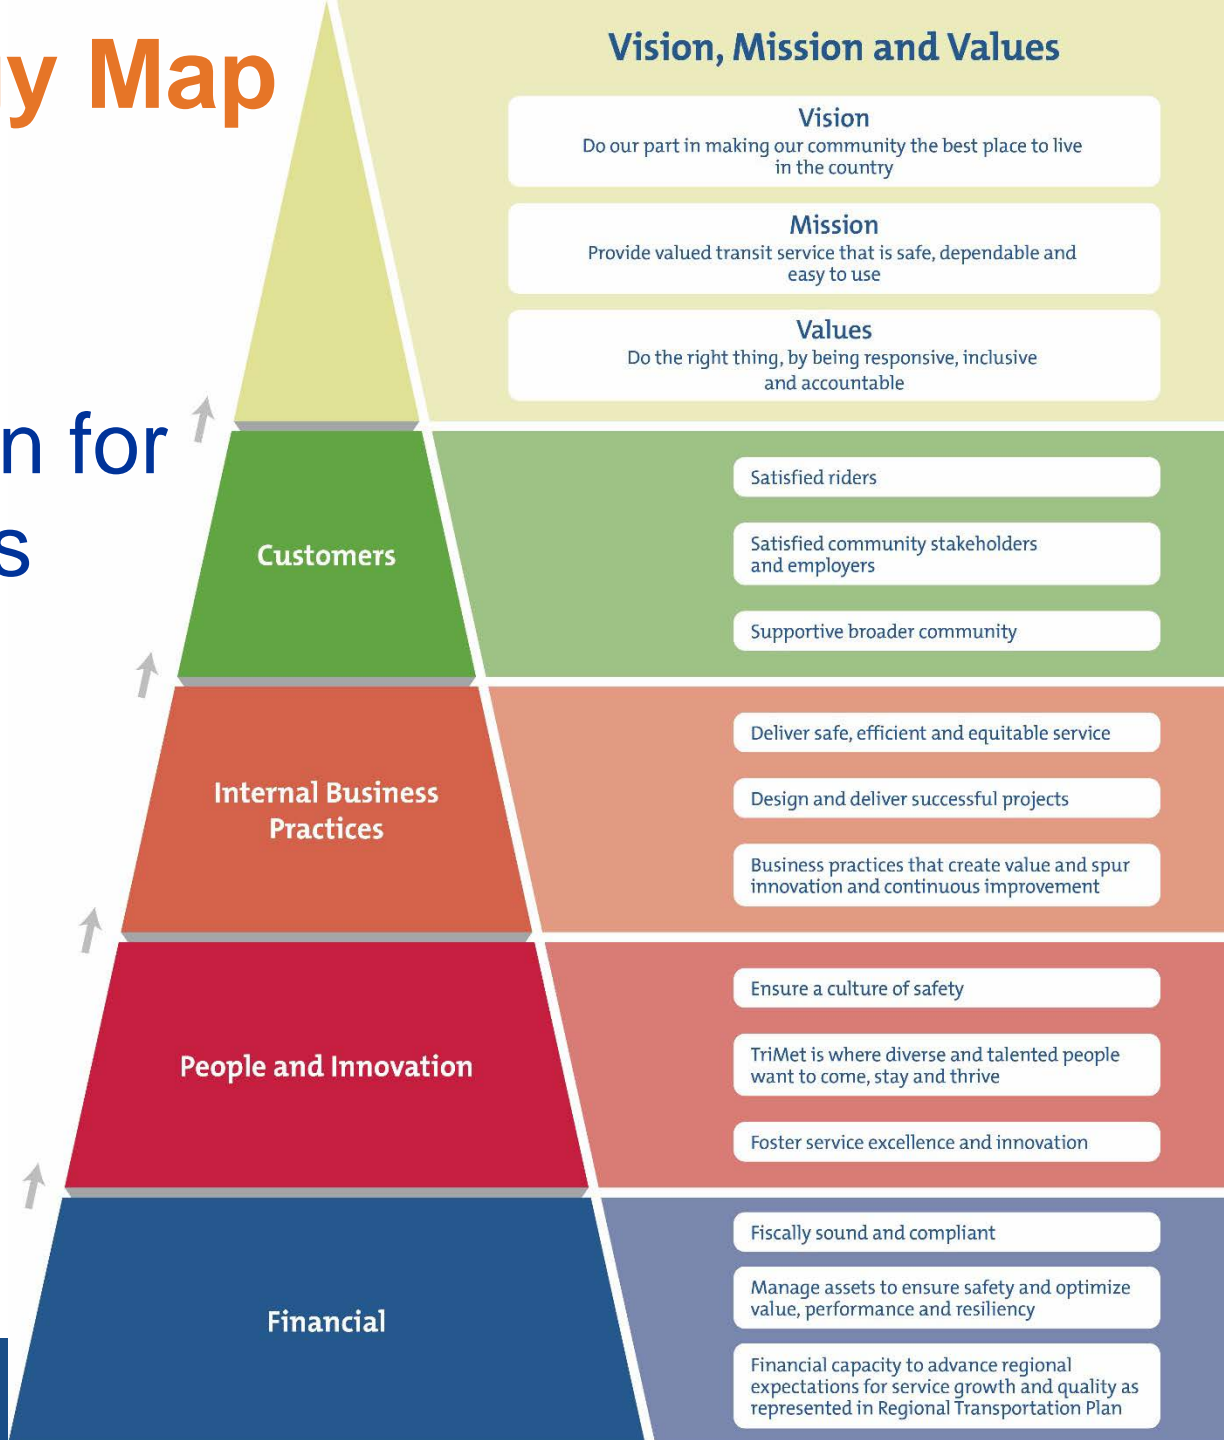 y Map
n for
s
Vision, Mission and Values
Vision
Do our part in making our community the best place to live
in the country
Mission
Provide valued transit service that is safe, dependable and
easy to use
Values
Do the right thing, by being responsive, inclusive
and accountable
Customers
Satisfied riders
Satisfied community stakeholders
and employers
Supportive broader community
Internal Business
Practices
Deliver safe, efficient and equitable service
Design and deliver successful projects
Business practices that create value and spur
innovation and continuous improvement
People and Innovation
Ensure a culture of safety
TriMet is where diverse and talented people
want to come, stay and thrive
Foster service excellence and innovation
Financial
Fiscally sound and compliant
Manage assets to ensure safety and optimize
value, performance and resiliency
Financial capacity to advance regional
expectations for service growth and quality as
represented in Regional Transportation Plan